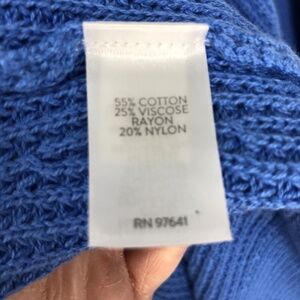 55% COTTON
25% VISCOSE
RAYON
20% NYLON
RN 97641